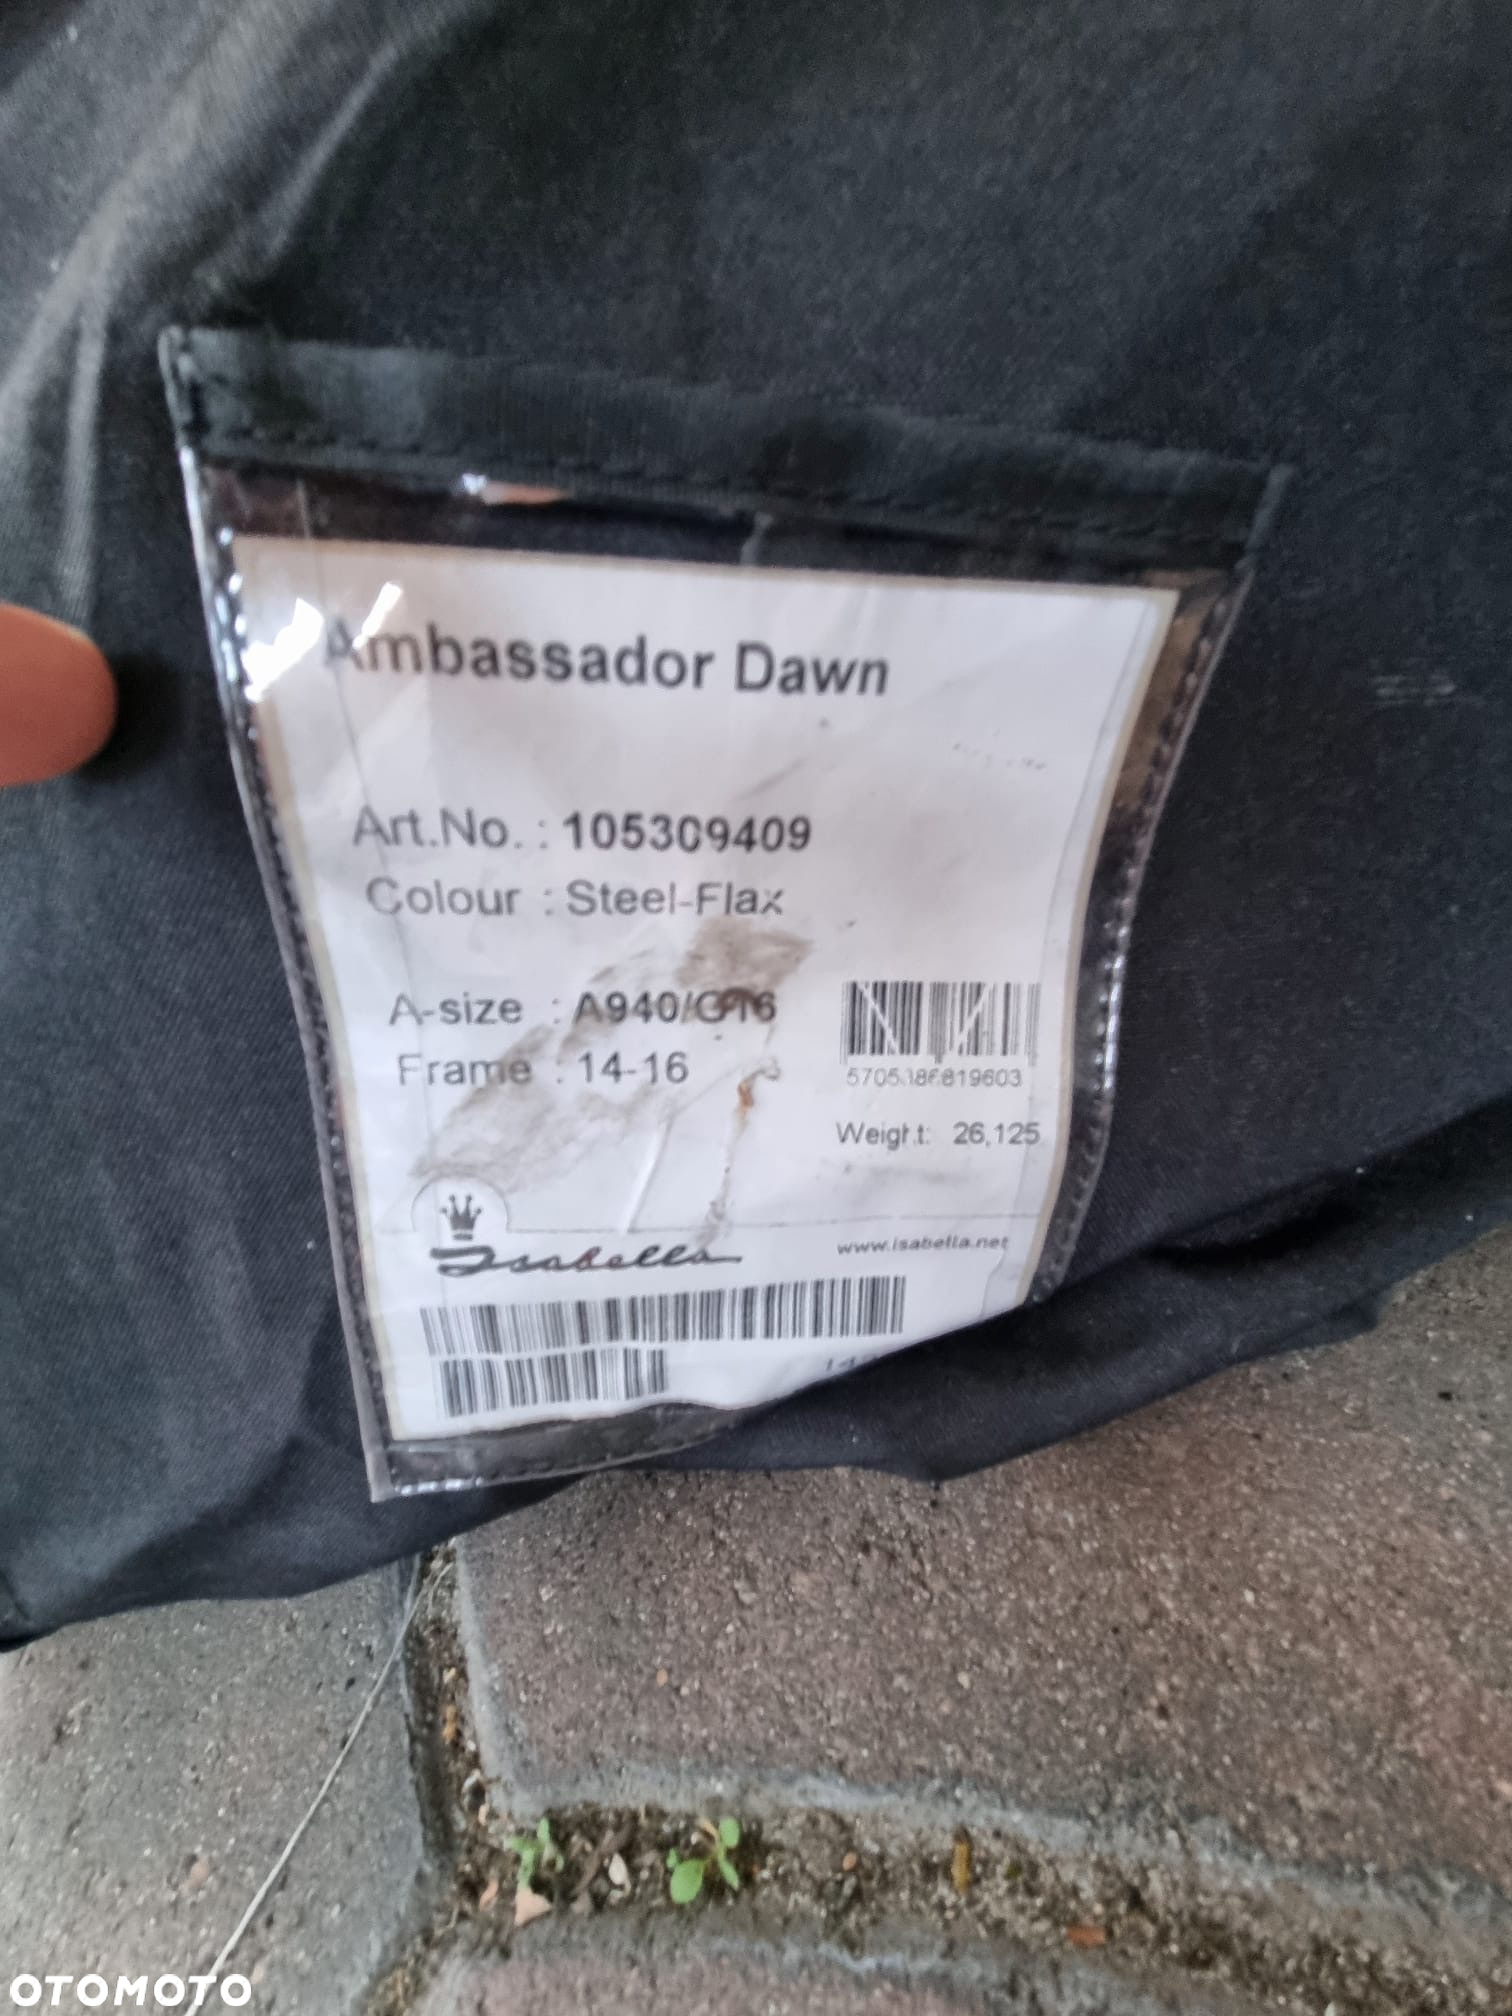 Ambassador Dawn
Art.No. : 105309409
Colour : Steel-Flax
A-size : A940/G16
Frame : 14-16
Weight: 26,125
Isabella
www.isabella.net
OTOMOTO